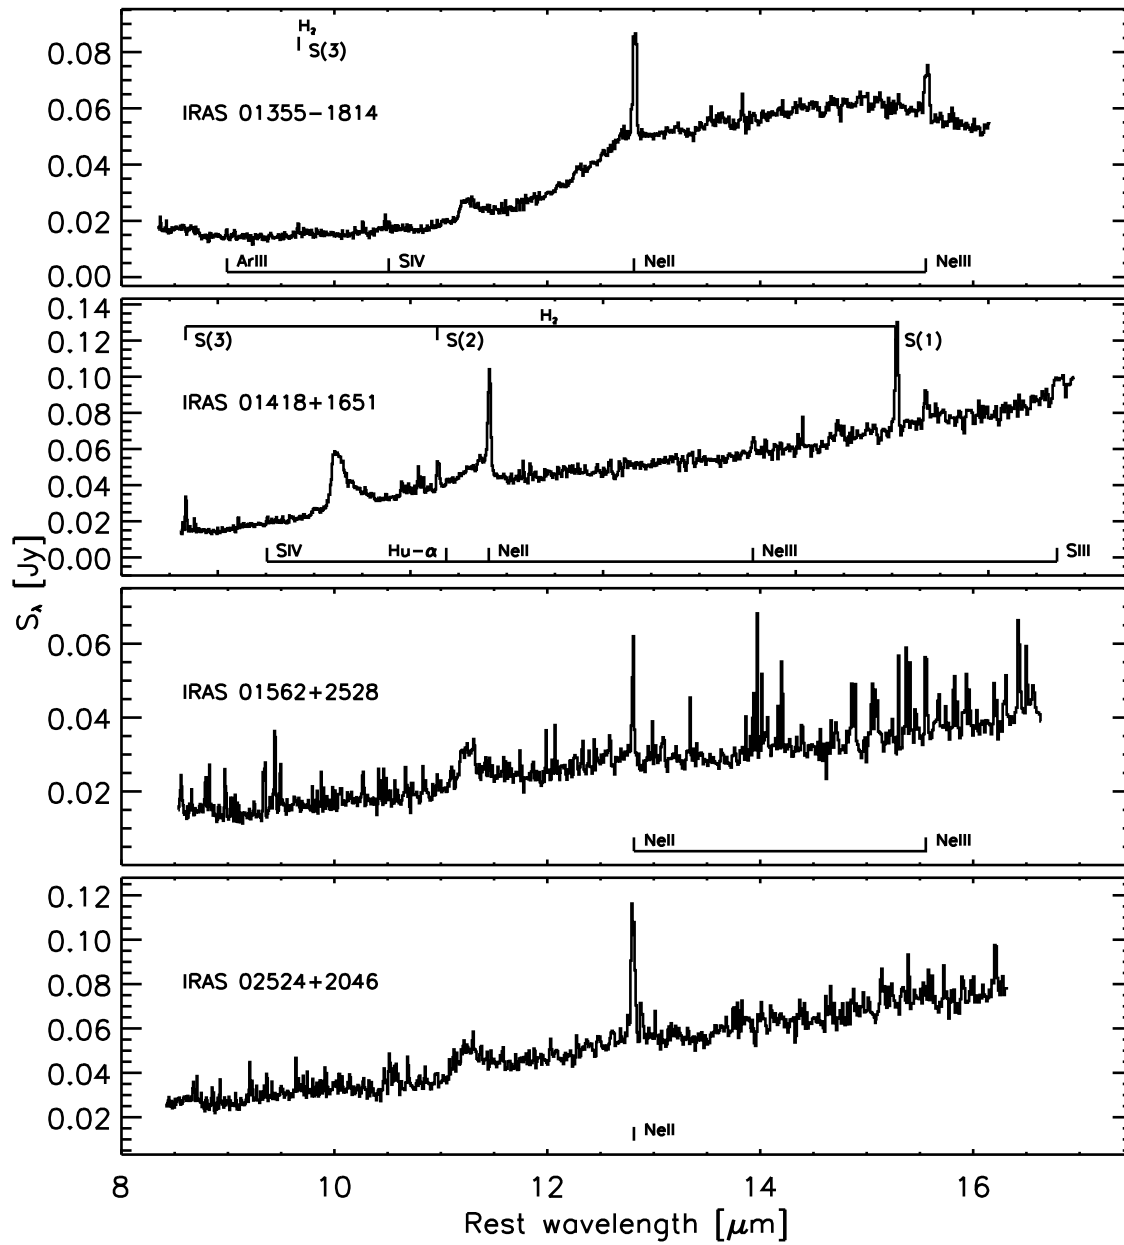 H₂
S(3)
0.08
IRAS 01355−1814
0.06
0.04
0.02
0.00
ArIII SIV NeII NeIII
0.14
H₂
0.12
S(3) S(2) S(1)
0.10
IRAS 01418+1651
0.08
0.06
0.04
0.02
0.00
SIV Hu−α NeII NeIII SIII
S_λ [Jy]
0.06
IRAS 01562+2528
0.04
0.02
NeII NeIII
0.12
0.10
IRAS 02524+2046
0.08
0.06
0.04
0.02
NeII
8 10 12 14 16
Rest wavelength [μm]